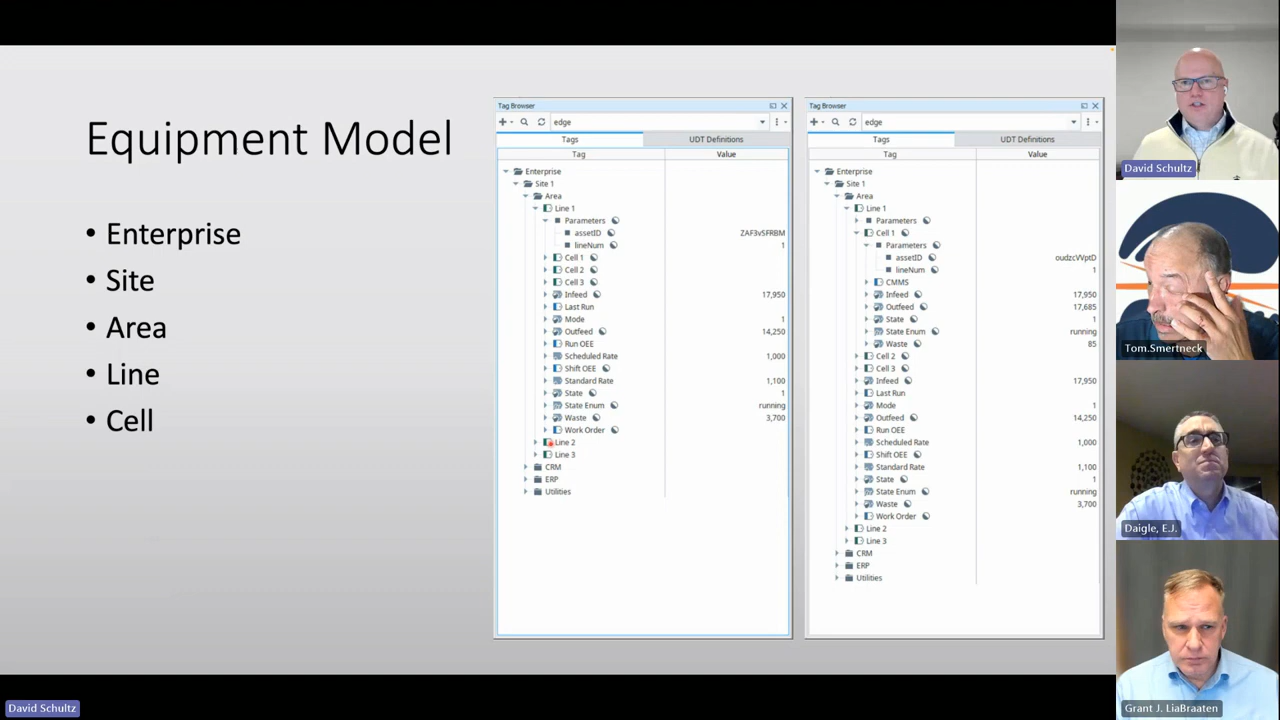 Equipment Model
• Enterprise
• Site
• Area
• Line
• Cell
Tag Browser
edge
Tags UDT Definitions
Tag Value
Enterprise
Site 1
Area
Line 1
Parameters
assetID ZAF3vSFRBM
lineNum 1
Cell 1
Cell 2
Cell 3
Infeed 17,950
Last Run
Mode 1
Outfeed 14,250
Run OEE
Scheduled Rate 1,000
Shift OEE
Standard Rate 1,100
State 1
State Enum running
Waste 3,700
Work Order
Line 2
Line 3
CRM
ERP
Utilities
Tag Browser
edge
Tags UDT Definitions
Tag Value
Enterprise
Site 1
Area
Line 1
Parameters
Cell 1
Parameters
assetID oudzcVVptD
lineNum 1
CMMS
Infeed 17,950
Outfeed 17,685
State 1
State Enum running
Waste 85
Cell 2
Cell 3
Infeed 17,950
Last Run
Mode 1
Outfeed 14,250
Run OEE
Scheduled Rate 1,000
Shift OEE
Standard Rate 1,100
State 1
State Enum running
Waste 3,700
Work Order
Line 2
Line 3
CRM
ERP
Utilities
David Schultz
Tom.Smertneck
Daigle, E.J.
Grant J. LiaBraaten
David Schultz